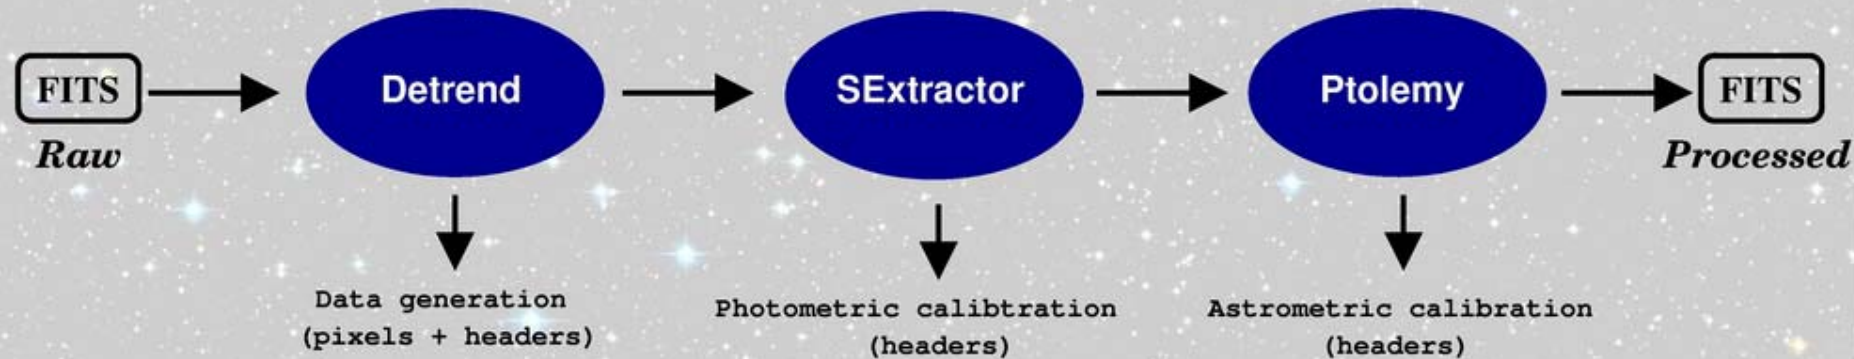 FITS
Raw
Detrend
Data generation
(pixels + headers)
SExtractor
Photometric calibtration
(headers)
Ptolemy
Astrometric calibration
(headers)
FITS
Processed